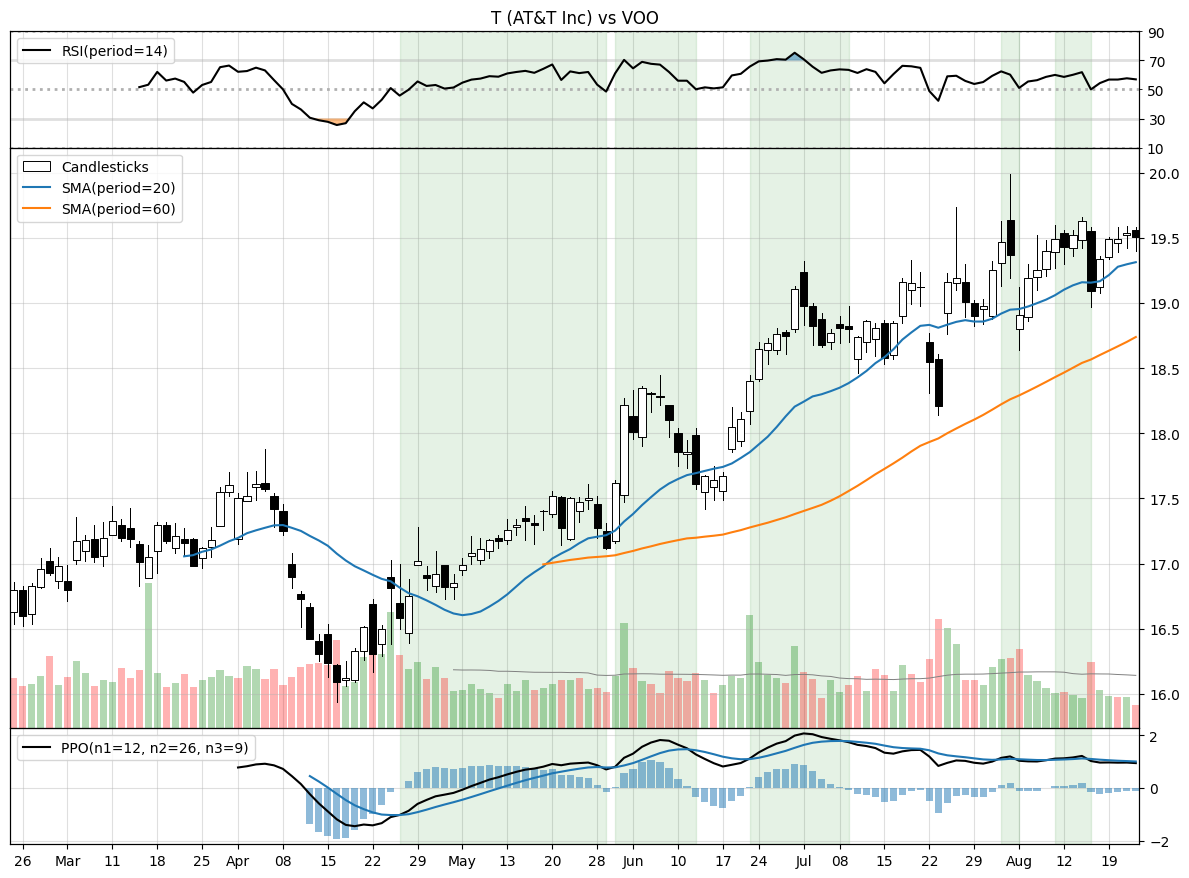 T (AT&T Inc) vs VOO
RSI(period=14)
90
70
50
30
10
Candlesticks
SMA(period=20)
SMA(period=60)
20.0
19.5
19.0
18.5
18.0
17.5
17.0
16.5
16.0
PPO(n1=12, n2=26, n3=9)
2
0
−2
26 Mar 11 18 25 Apr 08 15 22 29 May 13 20 28 Jun 10 17 24 Jul 08 15 22 29 Aug 12 19